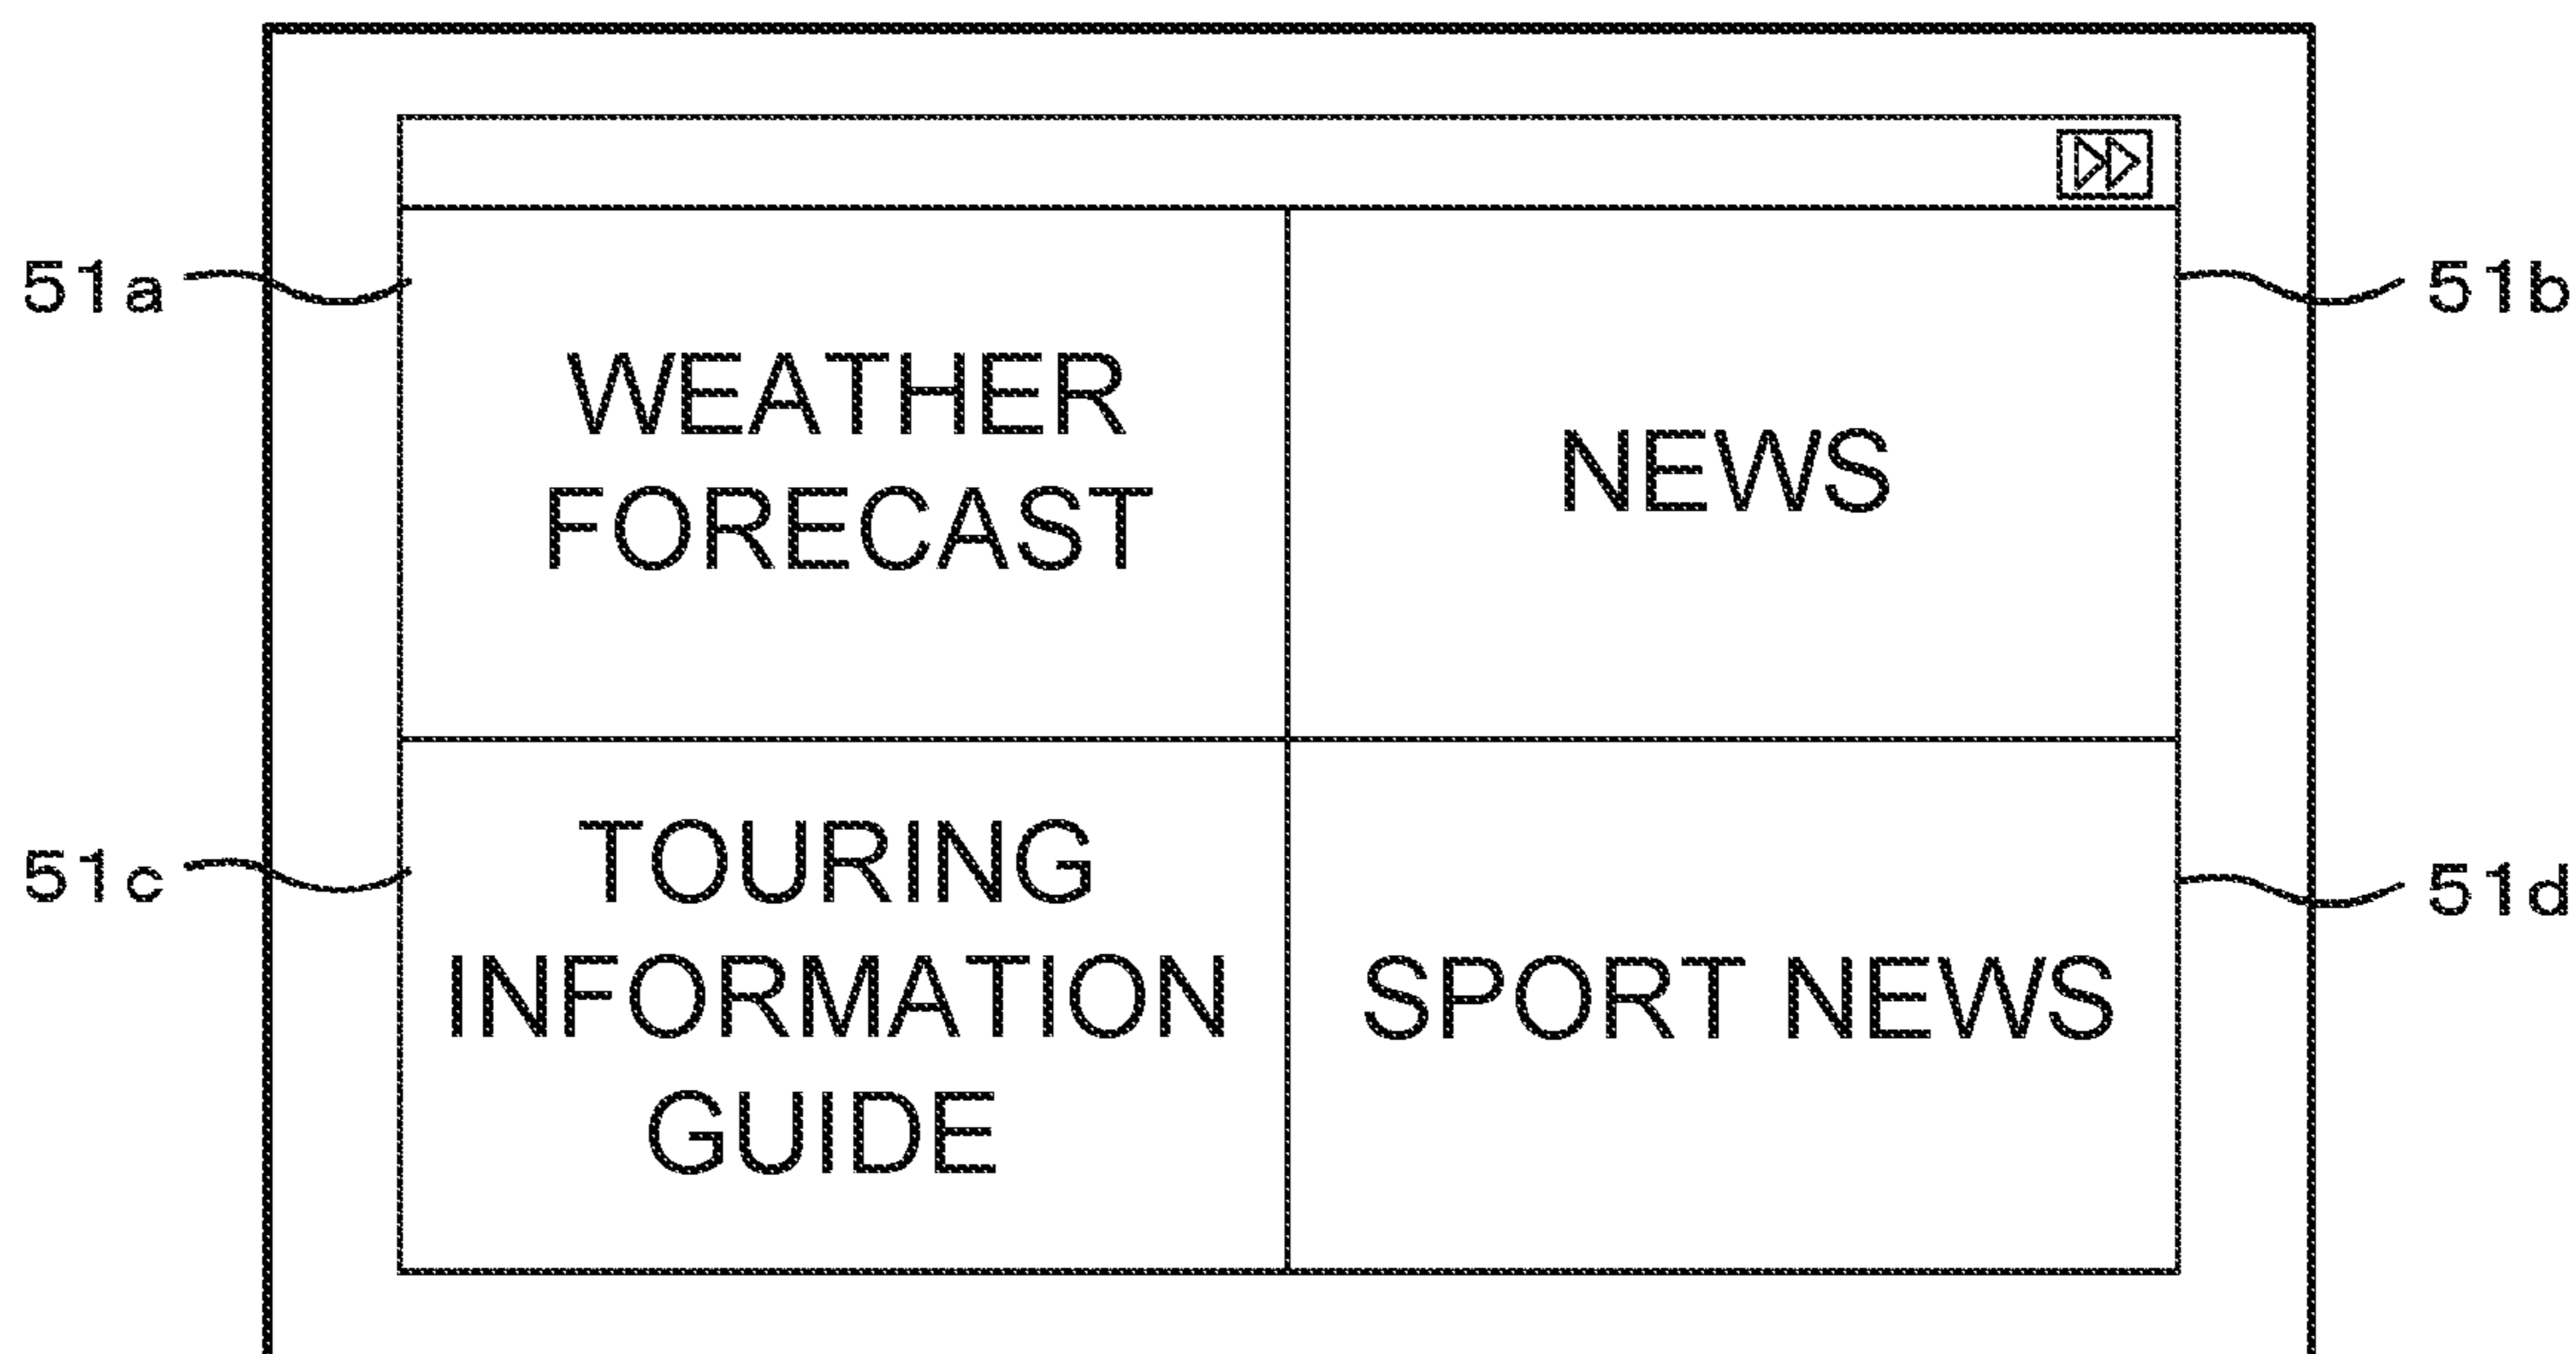 51a
51b
WEATHER
FORECAST
NEWS
51c
51d
TOURING
INFORMATION
GUIDE
SPORT NEWS